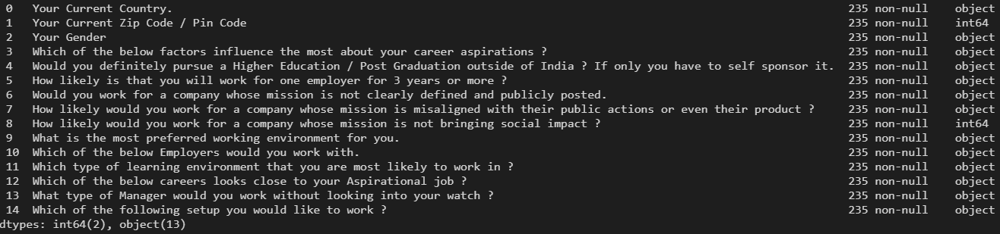 0 Your Current Country. 235 non-null object
1 Your Current Zip Code / Pin Code 235 non-null int64
2 Your Gender 235 non-null object
3 Which of the below factors influence the most about your career aspirations ? 235 non-null object
4 Would you definitely pursue a Higher Education / Post Graduation outside of India ? If only you have to self sponsor it. 235 non-null object
5 How likely is that you will work for one employer for 3 years or more ? 235 non-null object
6 Would you work for a company whose mission is not clearly defined and publicly posted. 235 non-null object
7 How likely would you work for a company whose mission is misaligned with their public actions or even their product ? 235 non-null object
8 How likely would you work for a company whose mission is not bringing social impact ? 235 non-null int64
9 What is the most preferred working environment for you. 235 non-null object
10 Which of the below Employers would you work with. 235 non-null object
11 Which type of learning environment that you are most likely to work in ? 235 non-null object
12 Which of the below careers looks close to your Aspirational job ? 235 non-null object
13 What type of Manager would you work without looking into your watch ? 235 non-null object
14 Which of the following setup you would like to work ? 235 non-null object
dtypes: int64(2), object(13)